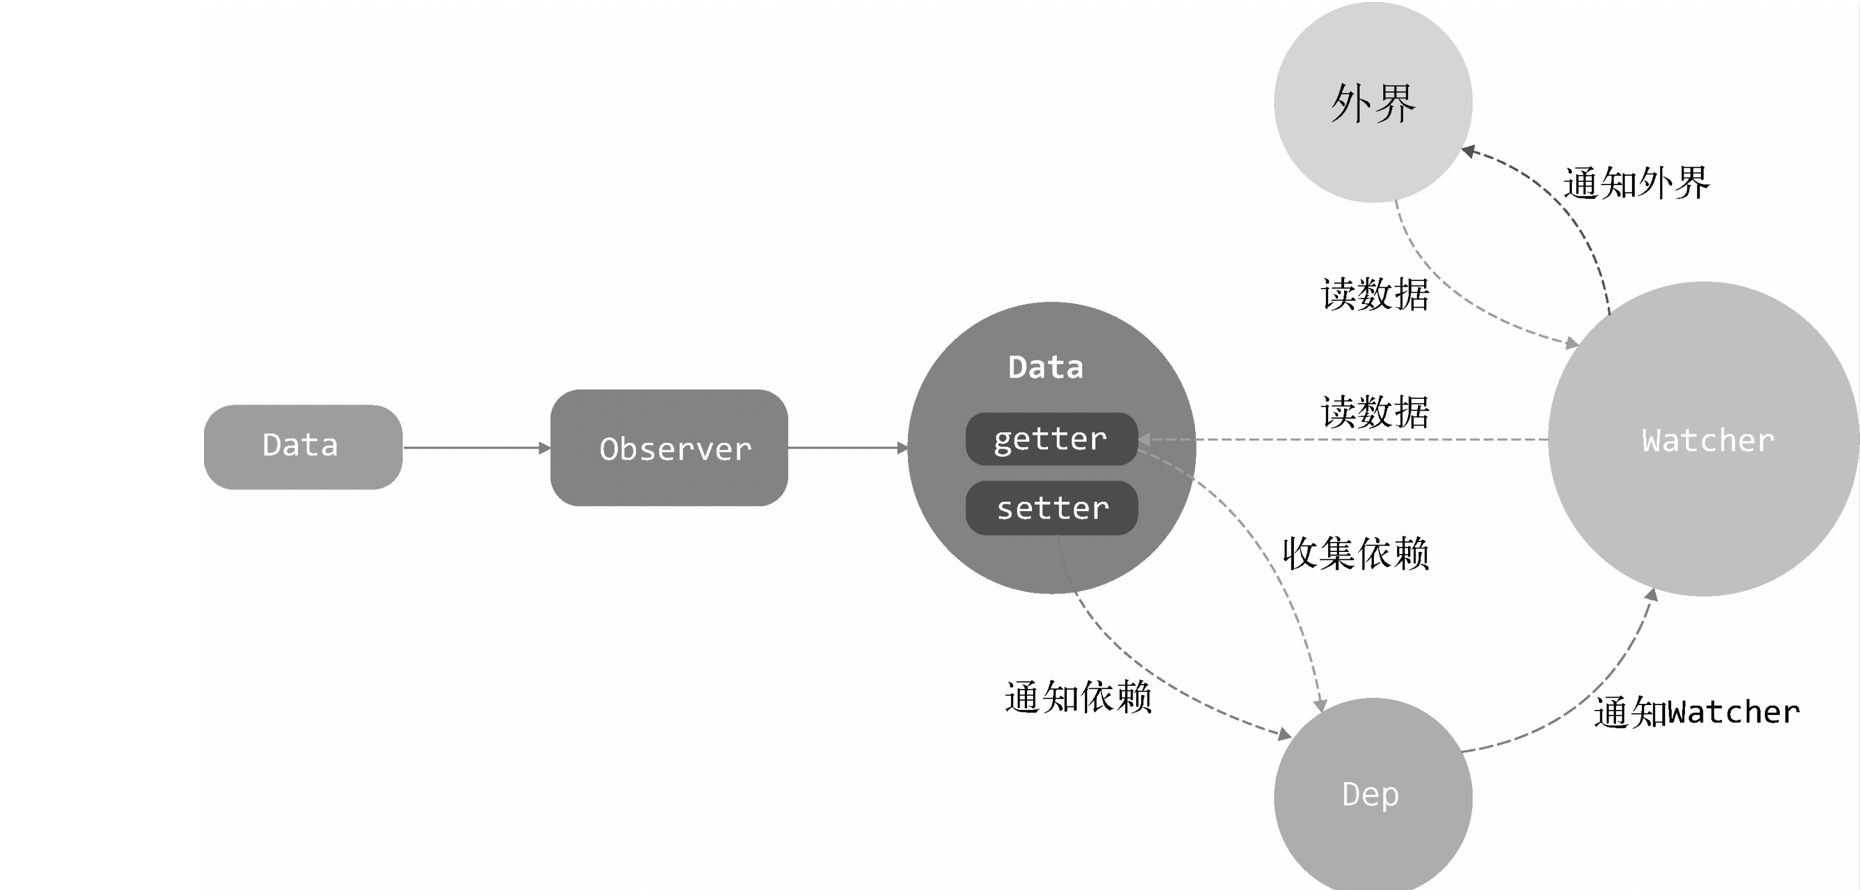 外界
通知外界
读数据
Data
读数据
getter
Watcher
Data
Observer
setter
收集依赖
通知依赖
通知Watcher
Dep